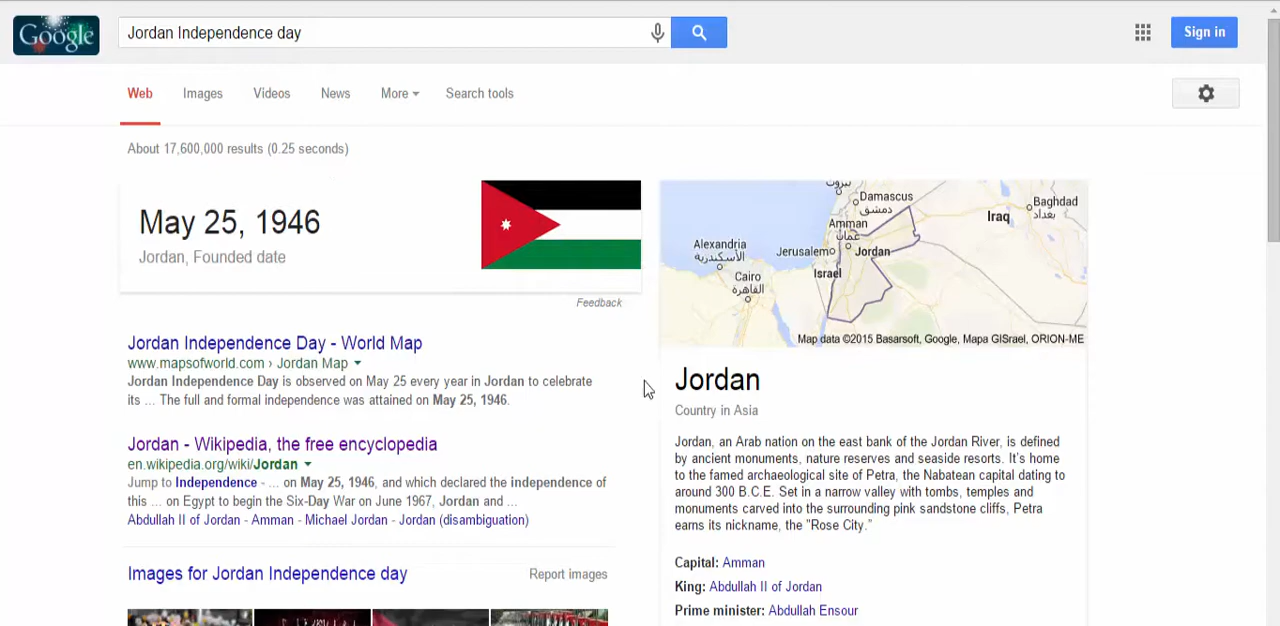 Google
Jordan Independence day
Sign in
Web
Images
Videos
News
More
Search tools
About 17,600,000 results (0.25 seconds)
May 25, 1946
Jordan, Founded date
Feedback
Jordan Independence Day - World Map
www.mapsofworld.com › Jordan Map
Jordan Independence Day is observed on May 25 every year in Jordan to celebrate
its ... The full and formal independence was attained on May 25, 1946.
Jordan - Wikipedia, the free encyclopedia
en.wikipedia.org/wiki/Jordan
Jump to Independence - ... on May 25, 1946, and which declared the independence of
this ... on Egypt to begin the Six-Day War on June 1967, Jordan and ...
Abdullah II of Jordan - Amman - Michael Jordan - Jordan (disambiguation)
Images for Jordan Independence day
Report images
بيروت
Damascus
دمشق
Baghdad
بغداد
Iraq
Amman
عمان
Alexandria
الأسكندرية
Jerusalem
Jordan
Israel
Cairo
القاهرة
Map data ©2015 Basarsoft, Google, Mapa GISrael, ORION-ME
Jordan
Country in Asia
Jordan, an Arab nation on the east bank of the Jordan River, is defined
by ancient monuments, nature reserves and seaside resorts. It's home
to the famed archaeological site of Petra, the Nabatean capital dating to
around 300 B.C.E. Set in a narrow valley with tombs, temples and
monuments carved into the surrounding pink sandstone cliffs, Petra
earns its nickname, the "Rose City."
Capital: Amman
King: Abdullah II of Jordan
Prime minister: Abdullah Ensour